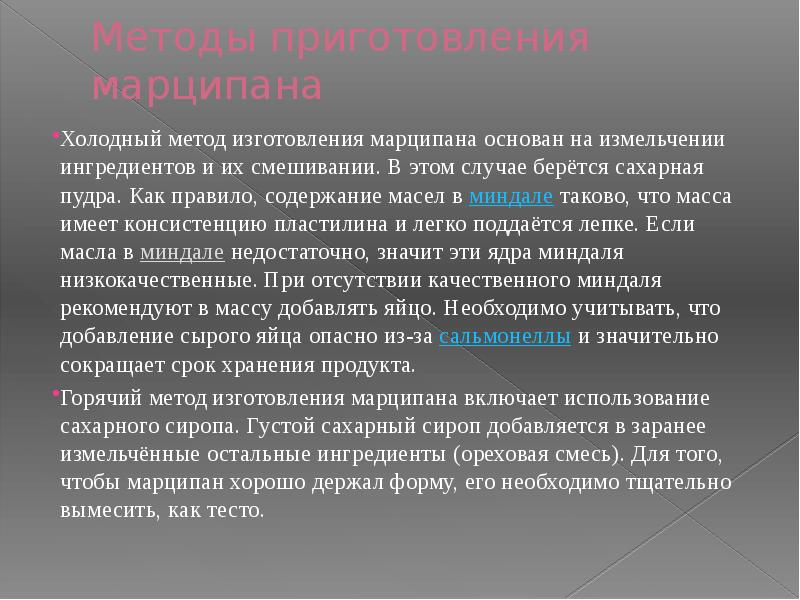 Методы приготовления
марципана
•Холодный метод изготовления марципана основан на измельчении
ингредиентов и их смешивании. В этом случае берётся сахарная
пудра. Как правило, содержание масел в миндале таково, что масса
имеет консистенцию пластилина и легко поддаётся лепке. Если
масла в миндале недостаточно, значит эти ядра миндаля
низкокачественные. При отсутствии качественного миндаля
рекомендуют в массу добавлять яйцо. Необходимо учитывать, что
добавление сырого яйца опасно из-за сальмонеллы и значительно
сокращает срок хранения продукта.
•Горячий метод изготовления марципана включает использование
сахарного сиропа. Густой сахарный сироп добавляется в заранее
измельчённые остальные ингредиенты (ореховая смесь). Для того,
чтобы марципан хорошо держал форму, его необходимо тщательно
вымесить, как тесто.